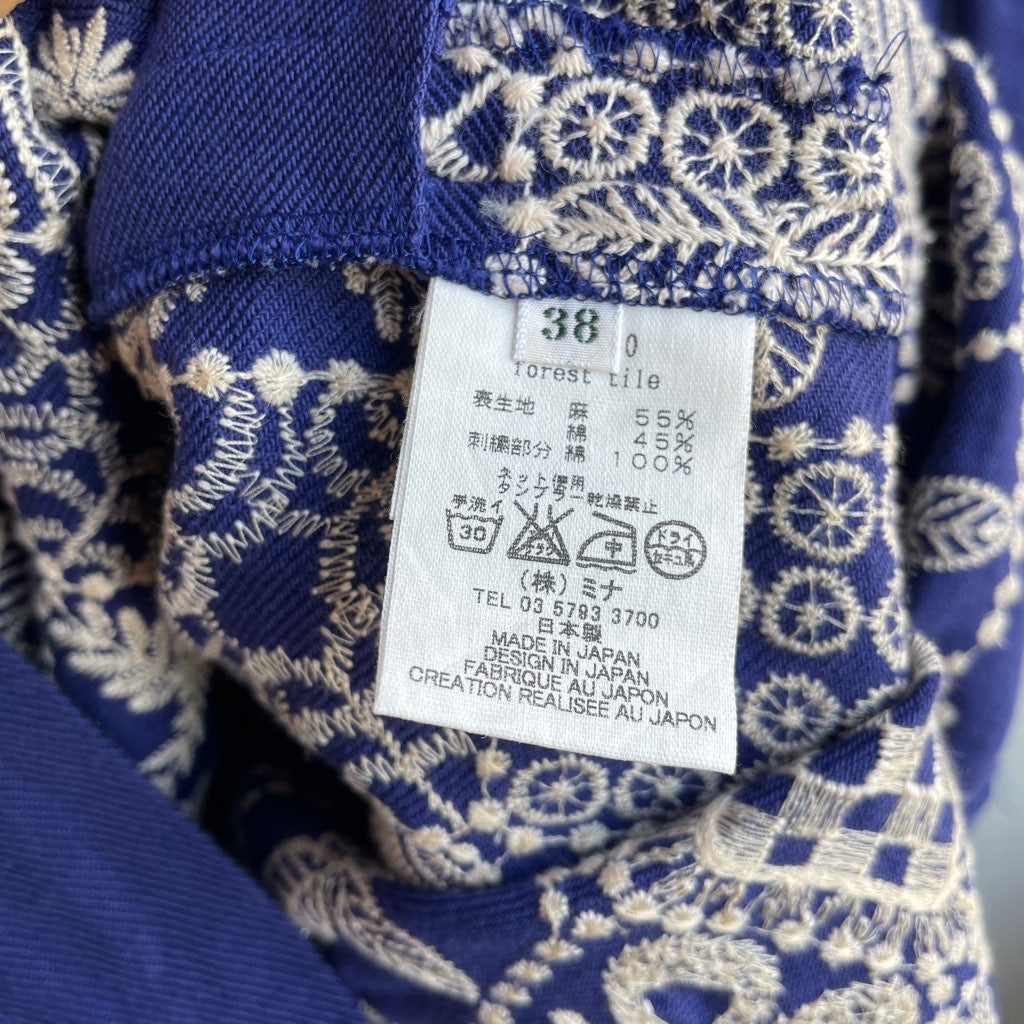 38
0
forest tile
表生地 麻 55%
綿 45%
刺繍部分 綿 100%
ネット使用
タンブラー乾燥禁止
手洗イ
30
中
ドライ
(株)ミナ
TEL 03 5793 3700
日本製
MADE IN JAPAN
DESIGN IN JAPAN
FABRIQUE AU JAPON
CREATION REALISEE AU JAPON